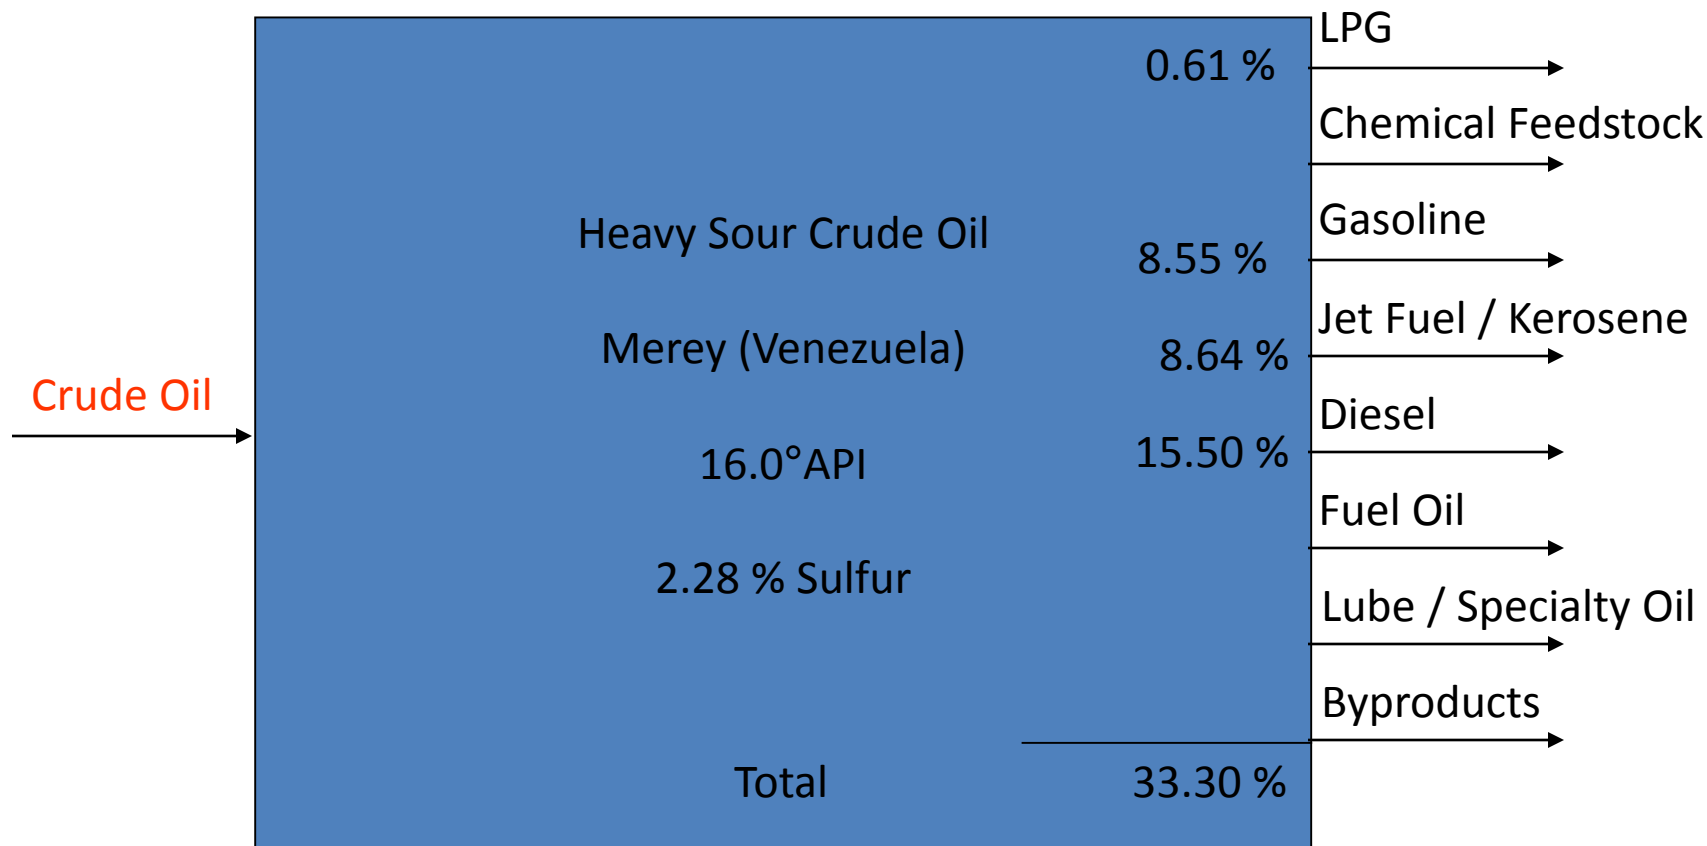 LPG
0.61 %
Chemical Feedstock
Gasoline
Heavy Sour Crude Oil
8.55 %
Jet Fuel / Kerosene
Merey (Venezuela)
8.64 %
Crude Oil
Diesel
16.0°API
15.50 %
Fuel Oil
2.28 % Sulfur
Lube / Specialty Oil
Byproducts
Total
33.30 %